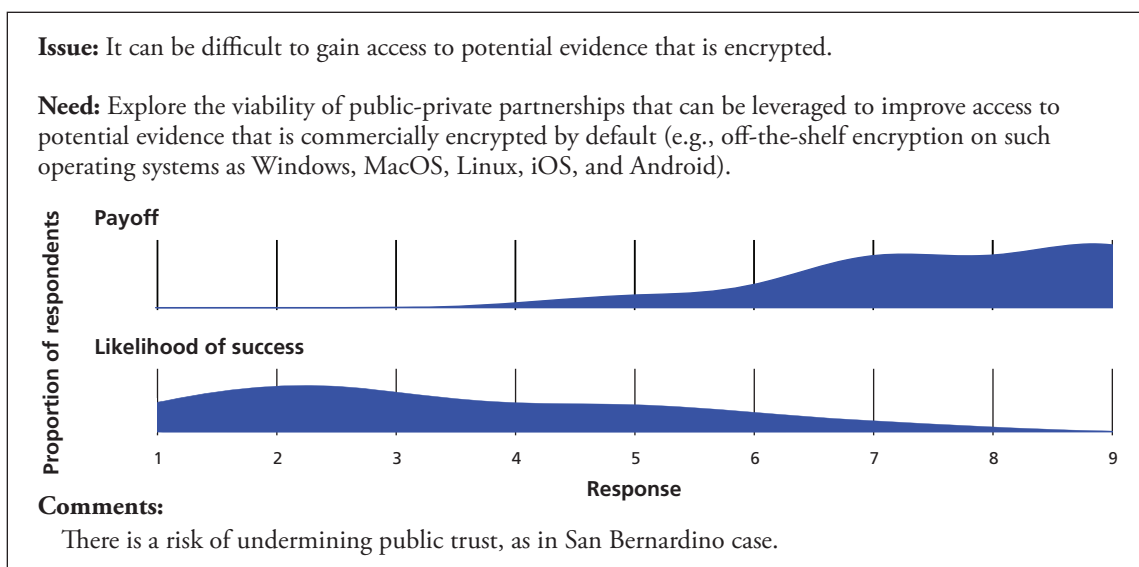 Issue: It can be difficult to gain access to potential evidence that is encrypted.
Need: Explore the viability of public-private partnerships that can be leveraged to improve access to
potential evidence that is commercially encrypted by default (e.g., off-the-shelf encryption on such
operating systems as Windows, MacOS, Linux, iOS, and Android).
Proportion of respondents
Payoff
Likelihood of success
1 2 3 4 5 6 7 8 9
Response
Comments:
There is a risk of undermining public trust, as in San Bernardino case.